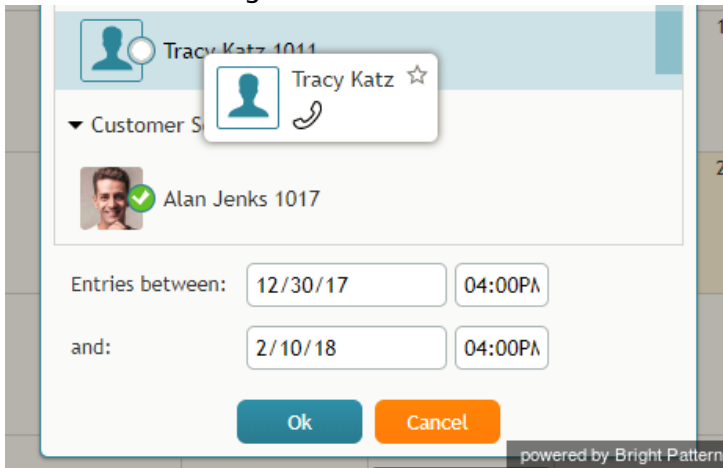 Tracy Katz 1011
Tracy Katz
Customer S
Alan Jenks 1017
Entries between: 12/30/17 04:00PM
and: 2/10/18 04:00PM
Ok Cancel
powered by Bright Pattern